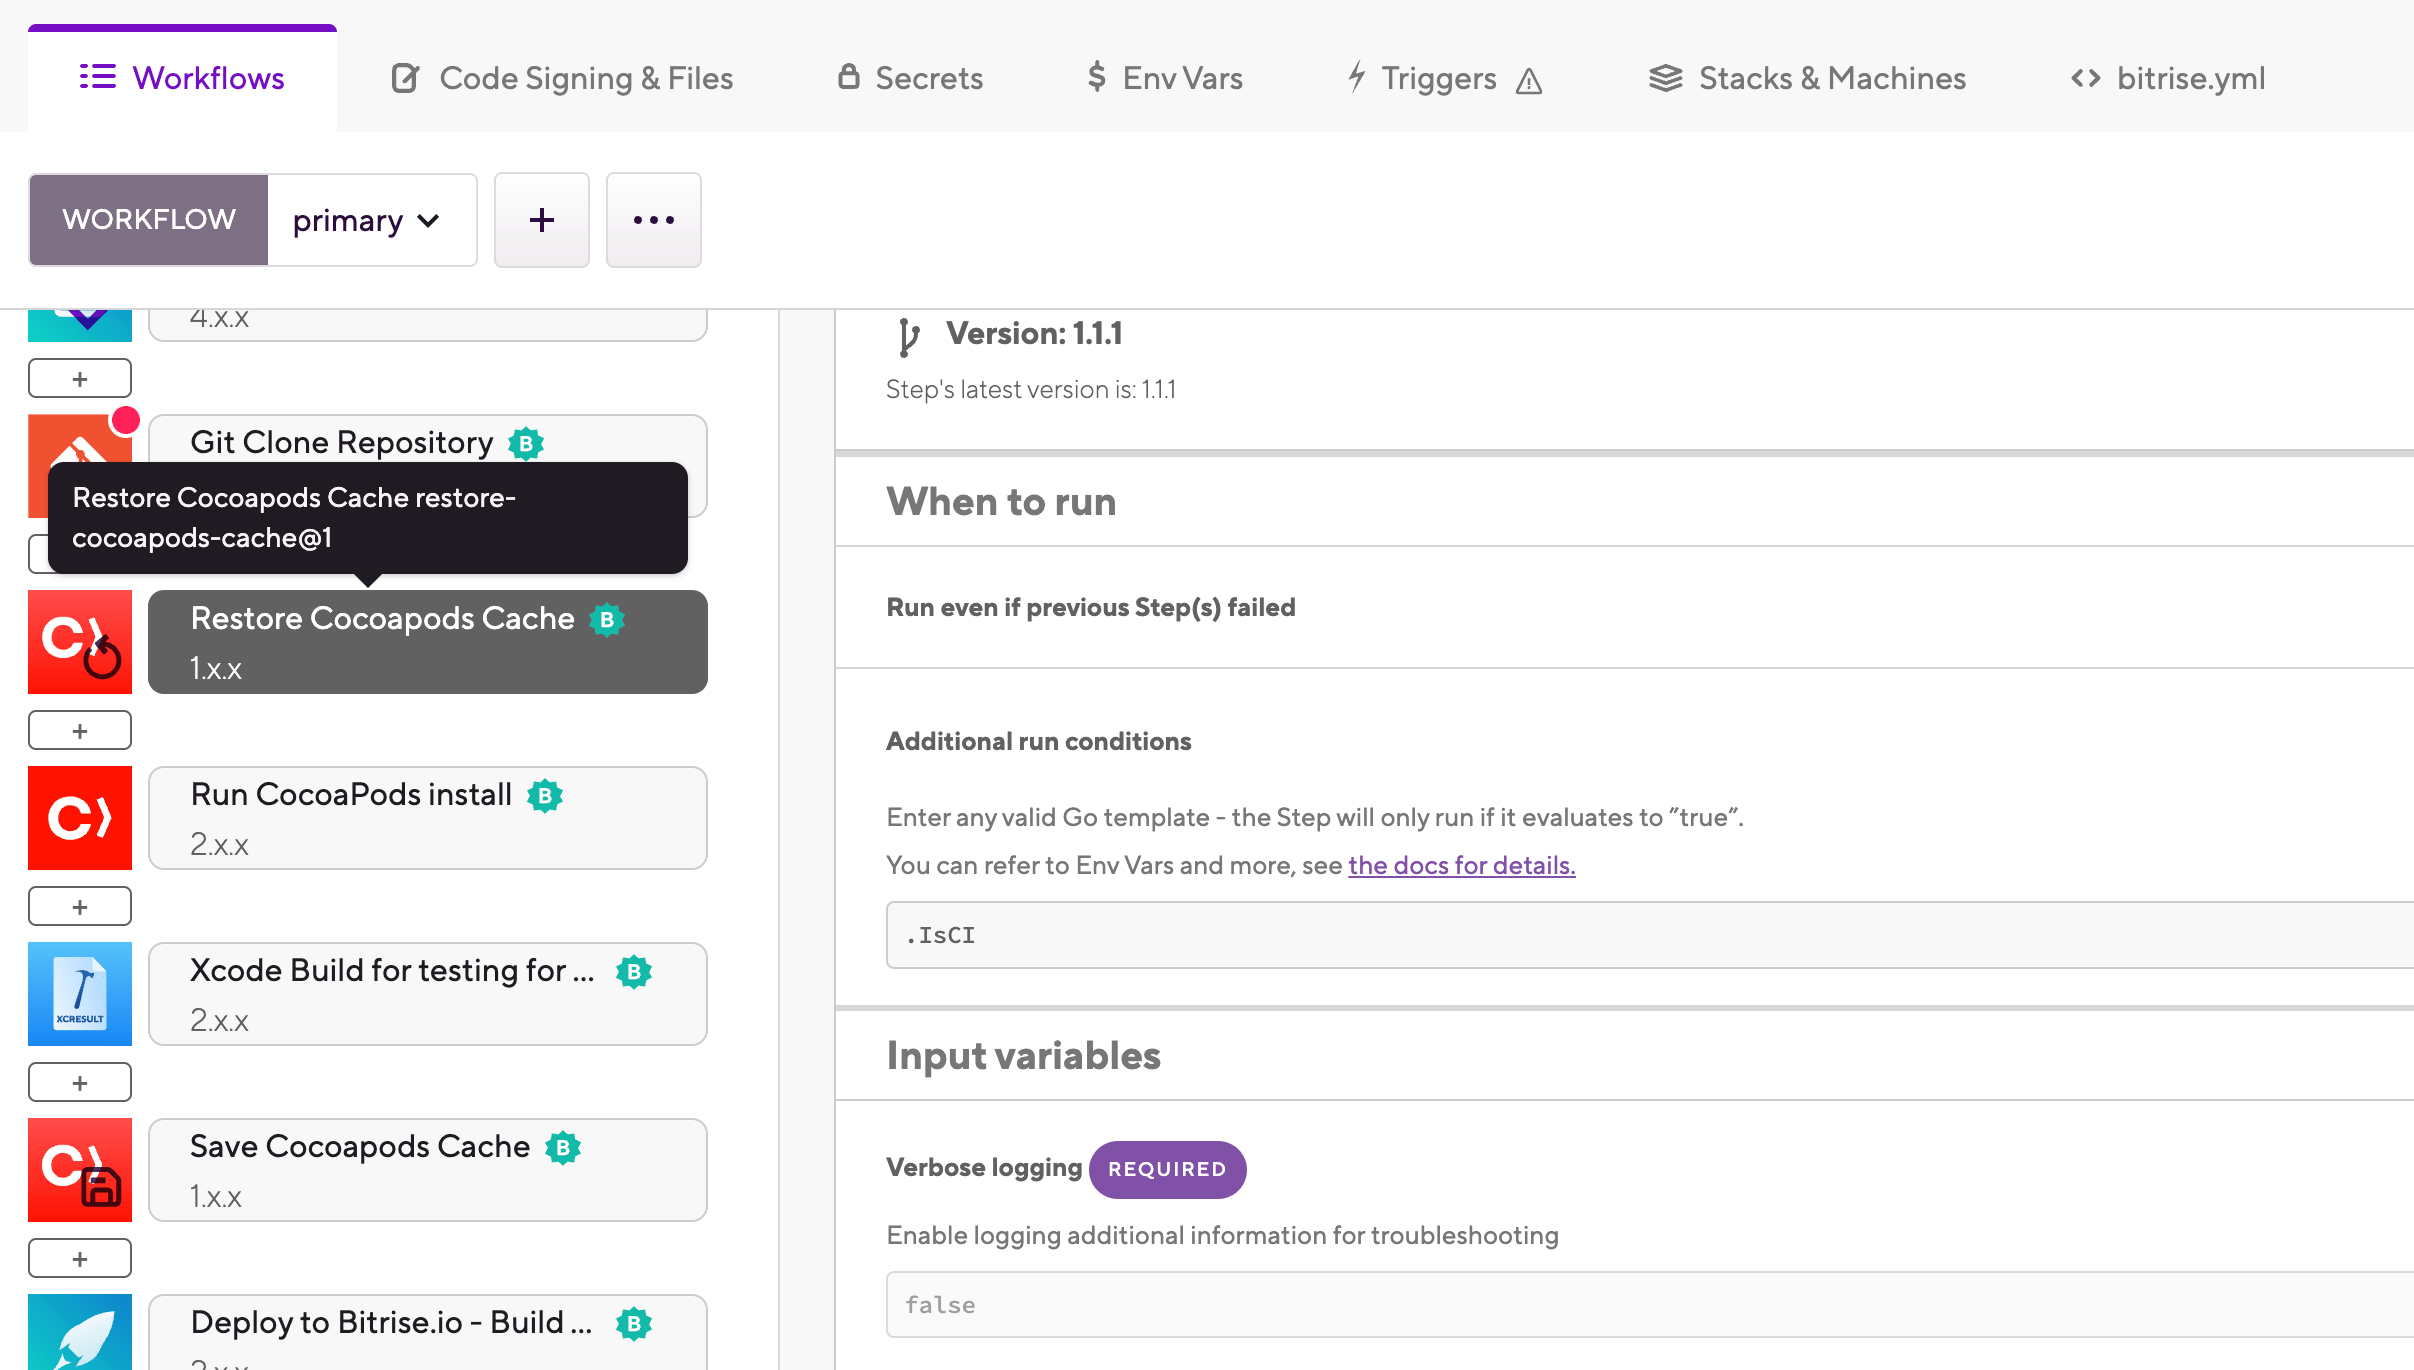 Workflows
Code Signing & Files
Secrets
$ Env Vars
Triggers
Stacks & Machines
<> bitrise.yml
WORKFLOW
primary
+
...
4.x.x
+
Git Clone Repository B
Restore Cocoapods Cache restore-
cocoapods-cache@1
Restore Cocoapods Cache B
1.x.x
+
Run CocoaPods install B
2.x.x
+
Xcode Build for testing for ... B
2.x.x
XCRESULT
+
Save Cocoapods Cache B
1.x.x
+
Deploy to Bitrise.io - Build ... B
Version: 1.1.1
Step's latest version is: 1.1.1
When to run
Run even if previous Step(s) failed
Additional run conditions
Enter any valid Go template - the Step will only run if it evaluates to "true".
You can refer to Env Vars and more, see the docs for details.
.IsCI
Input variables
Verbose logging REQUIRED
Enable logging additional information for troubleshooting
false